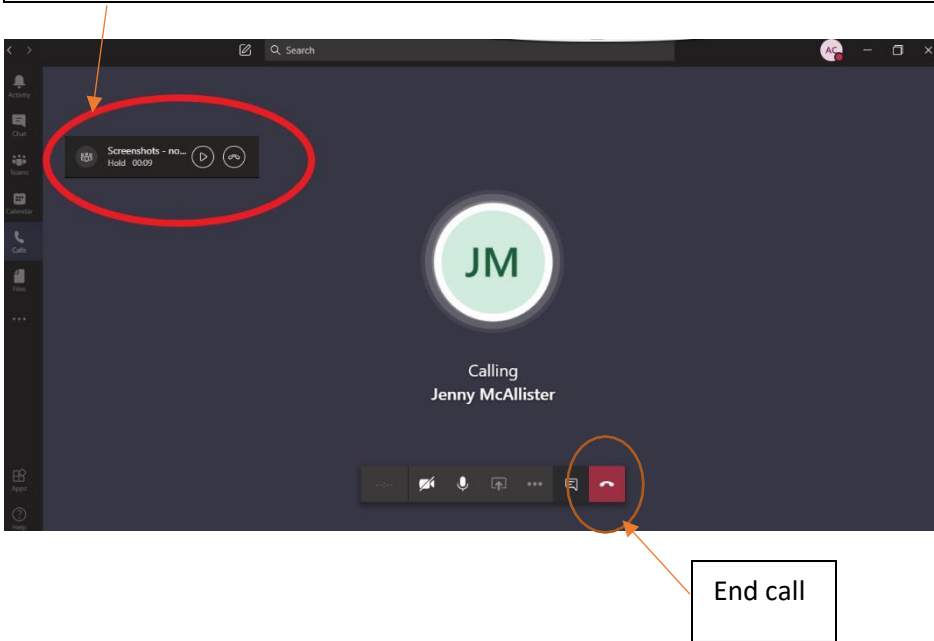 Search
AC
Activity
Chat
Teams
Calendar
Calls
Files
Screenshots - no...
Hold 00:09
JM
Calling
Jenny McAllister
--:--
Apps
Help
End call